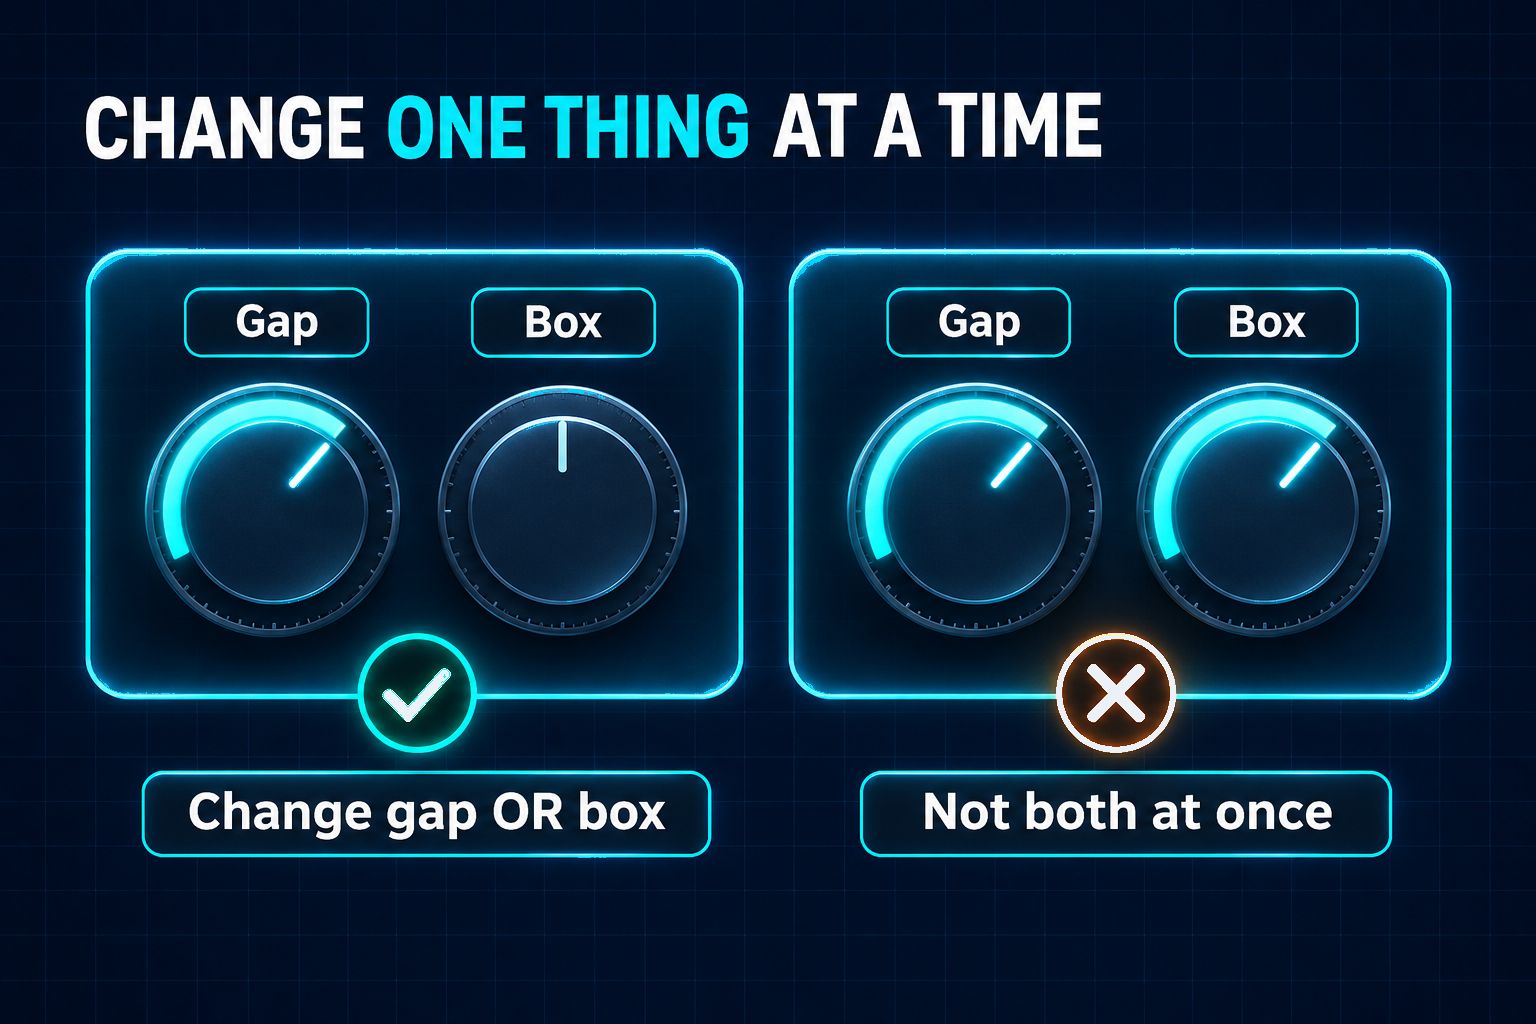 CHANGE ONE THING AT A TIME
Gap
Box
Gap
Box
Change gap OR box
Not both at once